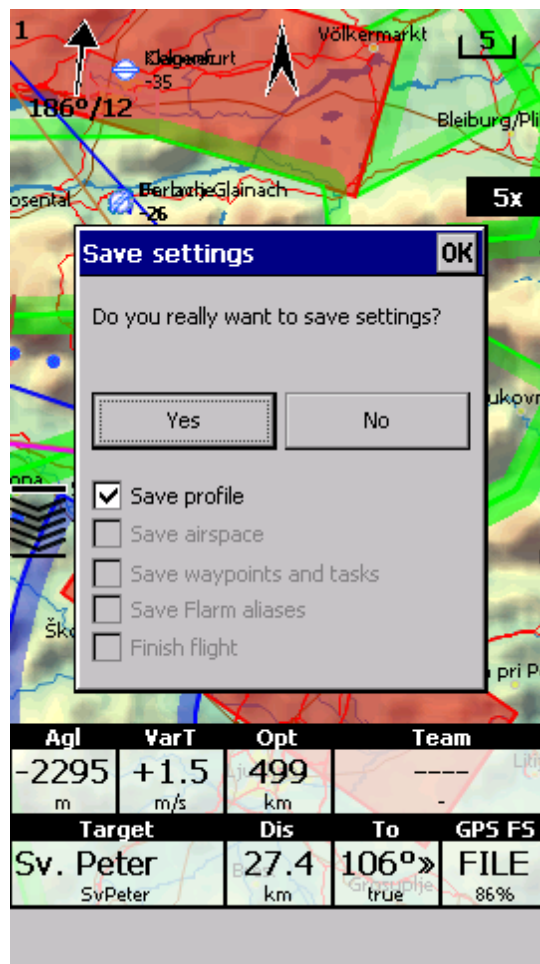 1
Völkermarkt
5
-35
186º/12
Bleiburg/Pli
osental
Glainach
-26
5x
Save settings
OK
Do you really want to save settings?
Yes
No
ukovn
Save profile
Save airspace
Save waypoints and tasks
Save Flarm aliases
Finish flight
Ško
pri P
Agl
VarT
Opt
Team
-2295
+1.5
499
----
m
m/s
km
-
Target
Dis
To
GPS FS
Sv. Peter
27.4
106º»
FILE
SvPeter
km
Grosuplje
true
86%